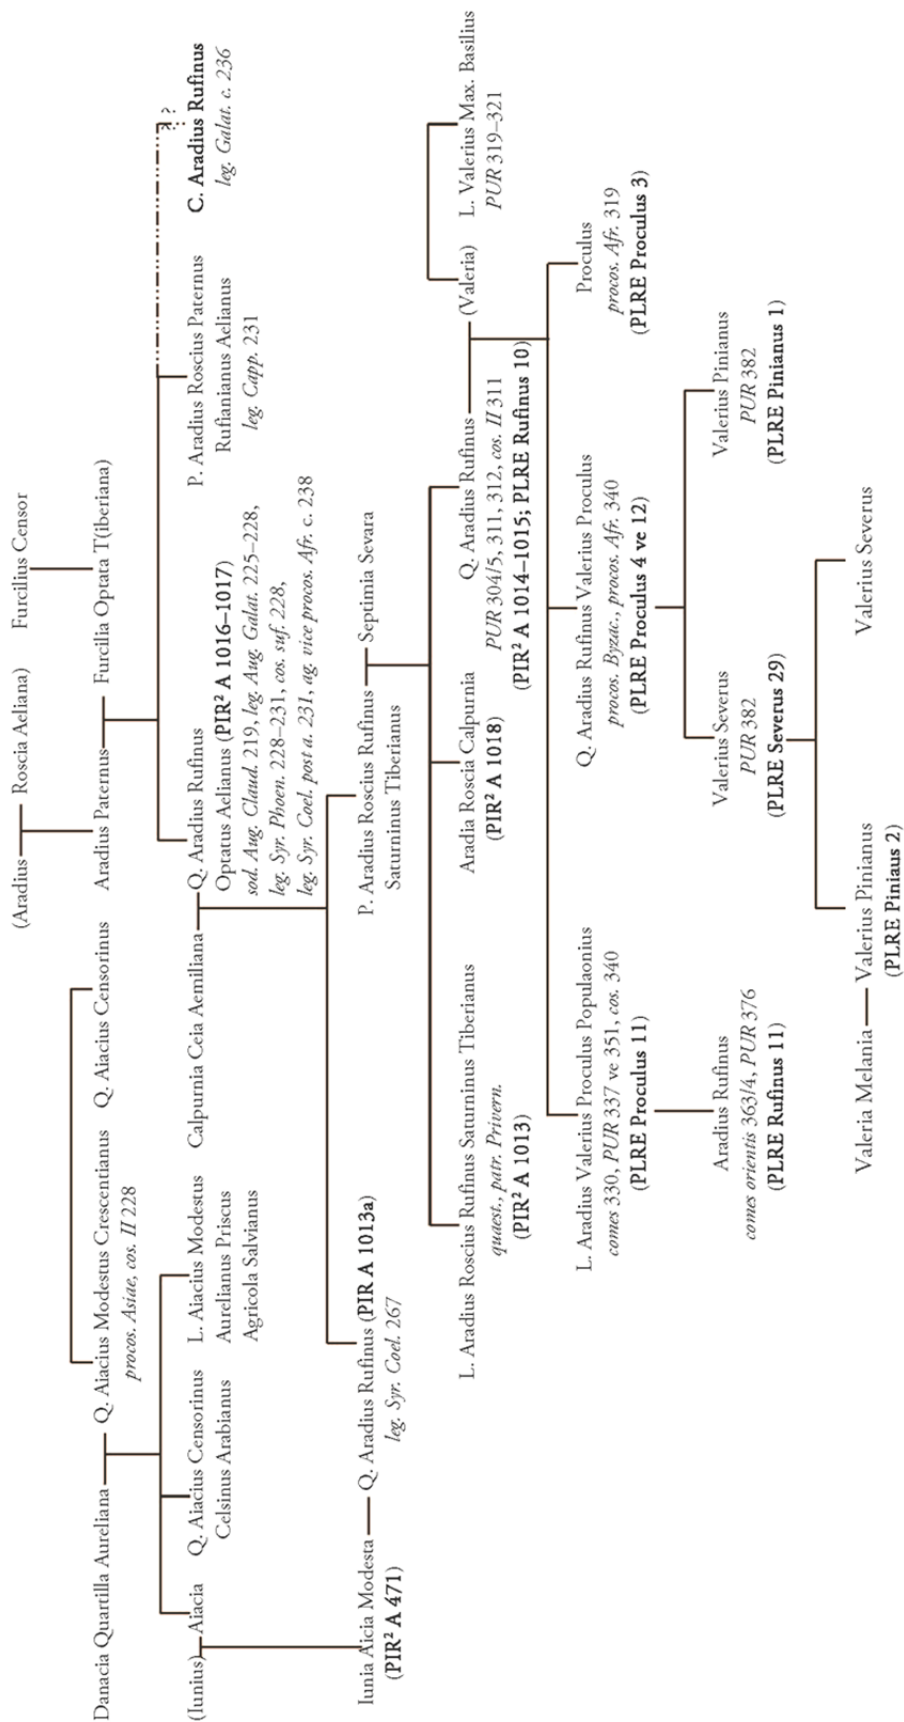 (Aradius
Roscia Aeliana)
Furcilius Censor
Danacia Quartilla Aureliana
Q. Aiacius Modestus Crescentianus
procos. Asiae, cos. II 228
Q. Aiacius Censorinus
Aradius Paternus
Furcilia Optata T(iberiana)
(Iunius)
Aiacia
Q. Aiacius Censorinus
Celsinus Arabianus
L. Aiacius Modestus
Aurelianus Priscus
Agricola Salvianus
Calpurnia Ceia Aemiliana
Q. Aradius Rufinus
Optatus Aelianus (PIR² A 1016–1017)
sod. Aug. Claud. 219, leg. Aug. Galat. 225–228,
leg. Syr. Phoen. 228–231, cos. suf. 228,
leg. Syr. Coel. post a. 231, ag. vice procos. Afr. c. 238
P. Aradius Roscius Paternus
Rufianianus Aelianus
leg. Capp. 231
? ?
C. Aradius Rufinus
leg. Galat. c. 236
Iunia Aicia Modesta
(PIR² A 471)
Q. Aradius Rufinus (PIR A 1013a)
leg. Syr. Coel. 267
P. Aradius Roscius Rufinus
Saturninus Tiberianus
Septimia Sevara
L. Aradius Roscius Rufinus Saturninus Tiberianus
quaest., patr. Privern.
(PIR² A 1013)
Aradia Roscia Calpurnia
(PIR² A 1018)
Q. Aradius Rufinus
PUR 304/5, 311, 312, cos. II 311
(PIR² A 1014–1015; PLRE Rufinus 10)
(Valeria)
L. Valerius Max. Basilius
PUR 319–321
L. Aradius Valerius Proculus Populaonius
comes 330, PUR 337 ve 351, cos. 340
(PLRE Proculus 11)
Q. Aradius Rufinus Valerius Proculus
procos. Byzac., procos. Afr. 340
(PLRE Proculus 4 ve 12)
Proculus
procos. Afr. 319
(PLRE Proculus 3)
Aradius Rufinus
comes orientis 363/4, PUR 376
(PLRE Rufinus 11)
Valerius Severus
PUR 382
(PLRE Severus 29)
Valerius Pinianus
PUR 382
(PLRE Pinianus 1)
Valeria Melania
Valerius Pinianus
(PLRE Piniaus 2)
Valerius Severus